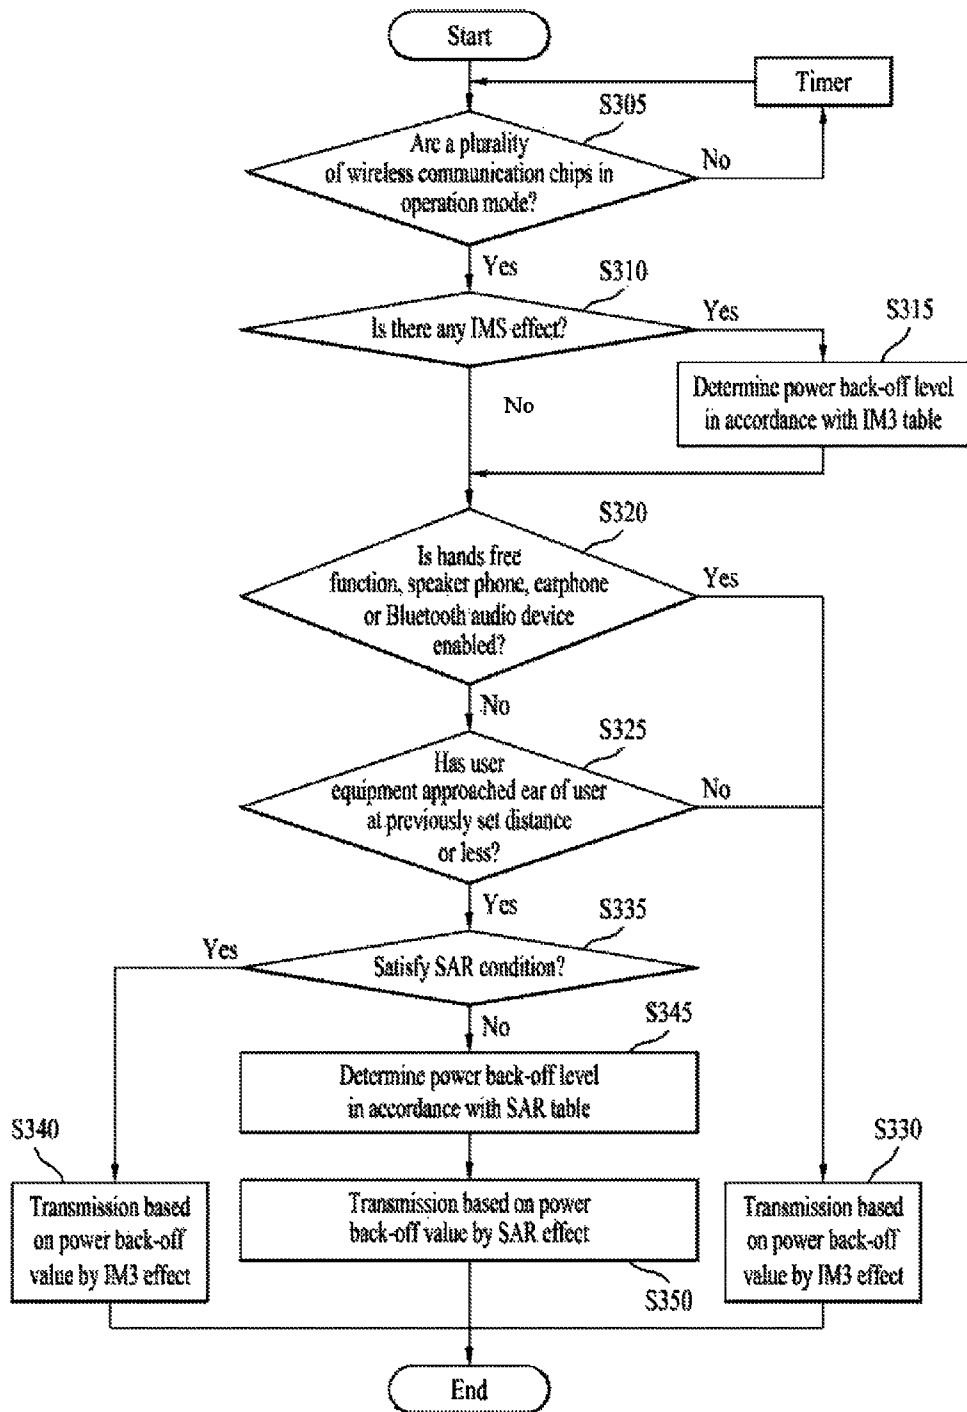 Start
Timer
S305
Are a plurality
of wireless communication chips in
operation mode?
No
Yes
S310
Is there any IMS effect?
Yes
S315
Determine power back-off level
in accordance with IM3 table
No
S320
Is hands free
function, speaker phone, earphone
or Bluetooth audio device
enabled?
Yes
No
S325
Has user
equipment approached ear of user
at previously set distance
or less?
No
Yes
S335
Yes
Satisfy SAR condition?
No
S345
Determine power back-off level
in accordance with SAR table
S340
S330
Transmission based
on power back-off
value by IM3 effect
Transmission based on power
back-off value by SAR effect
Transmission based
on power back-off
value by IM3 effect
S350
End